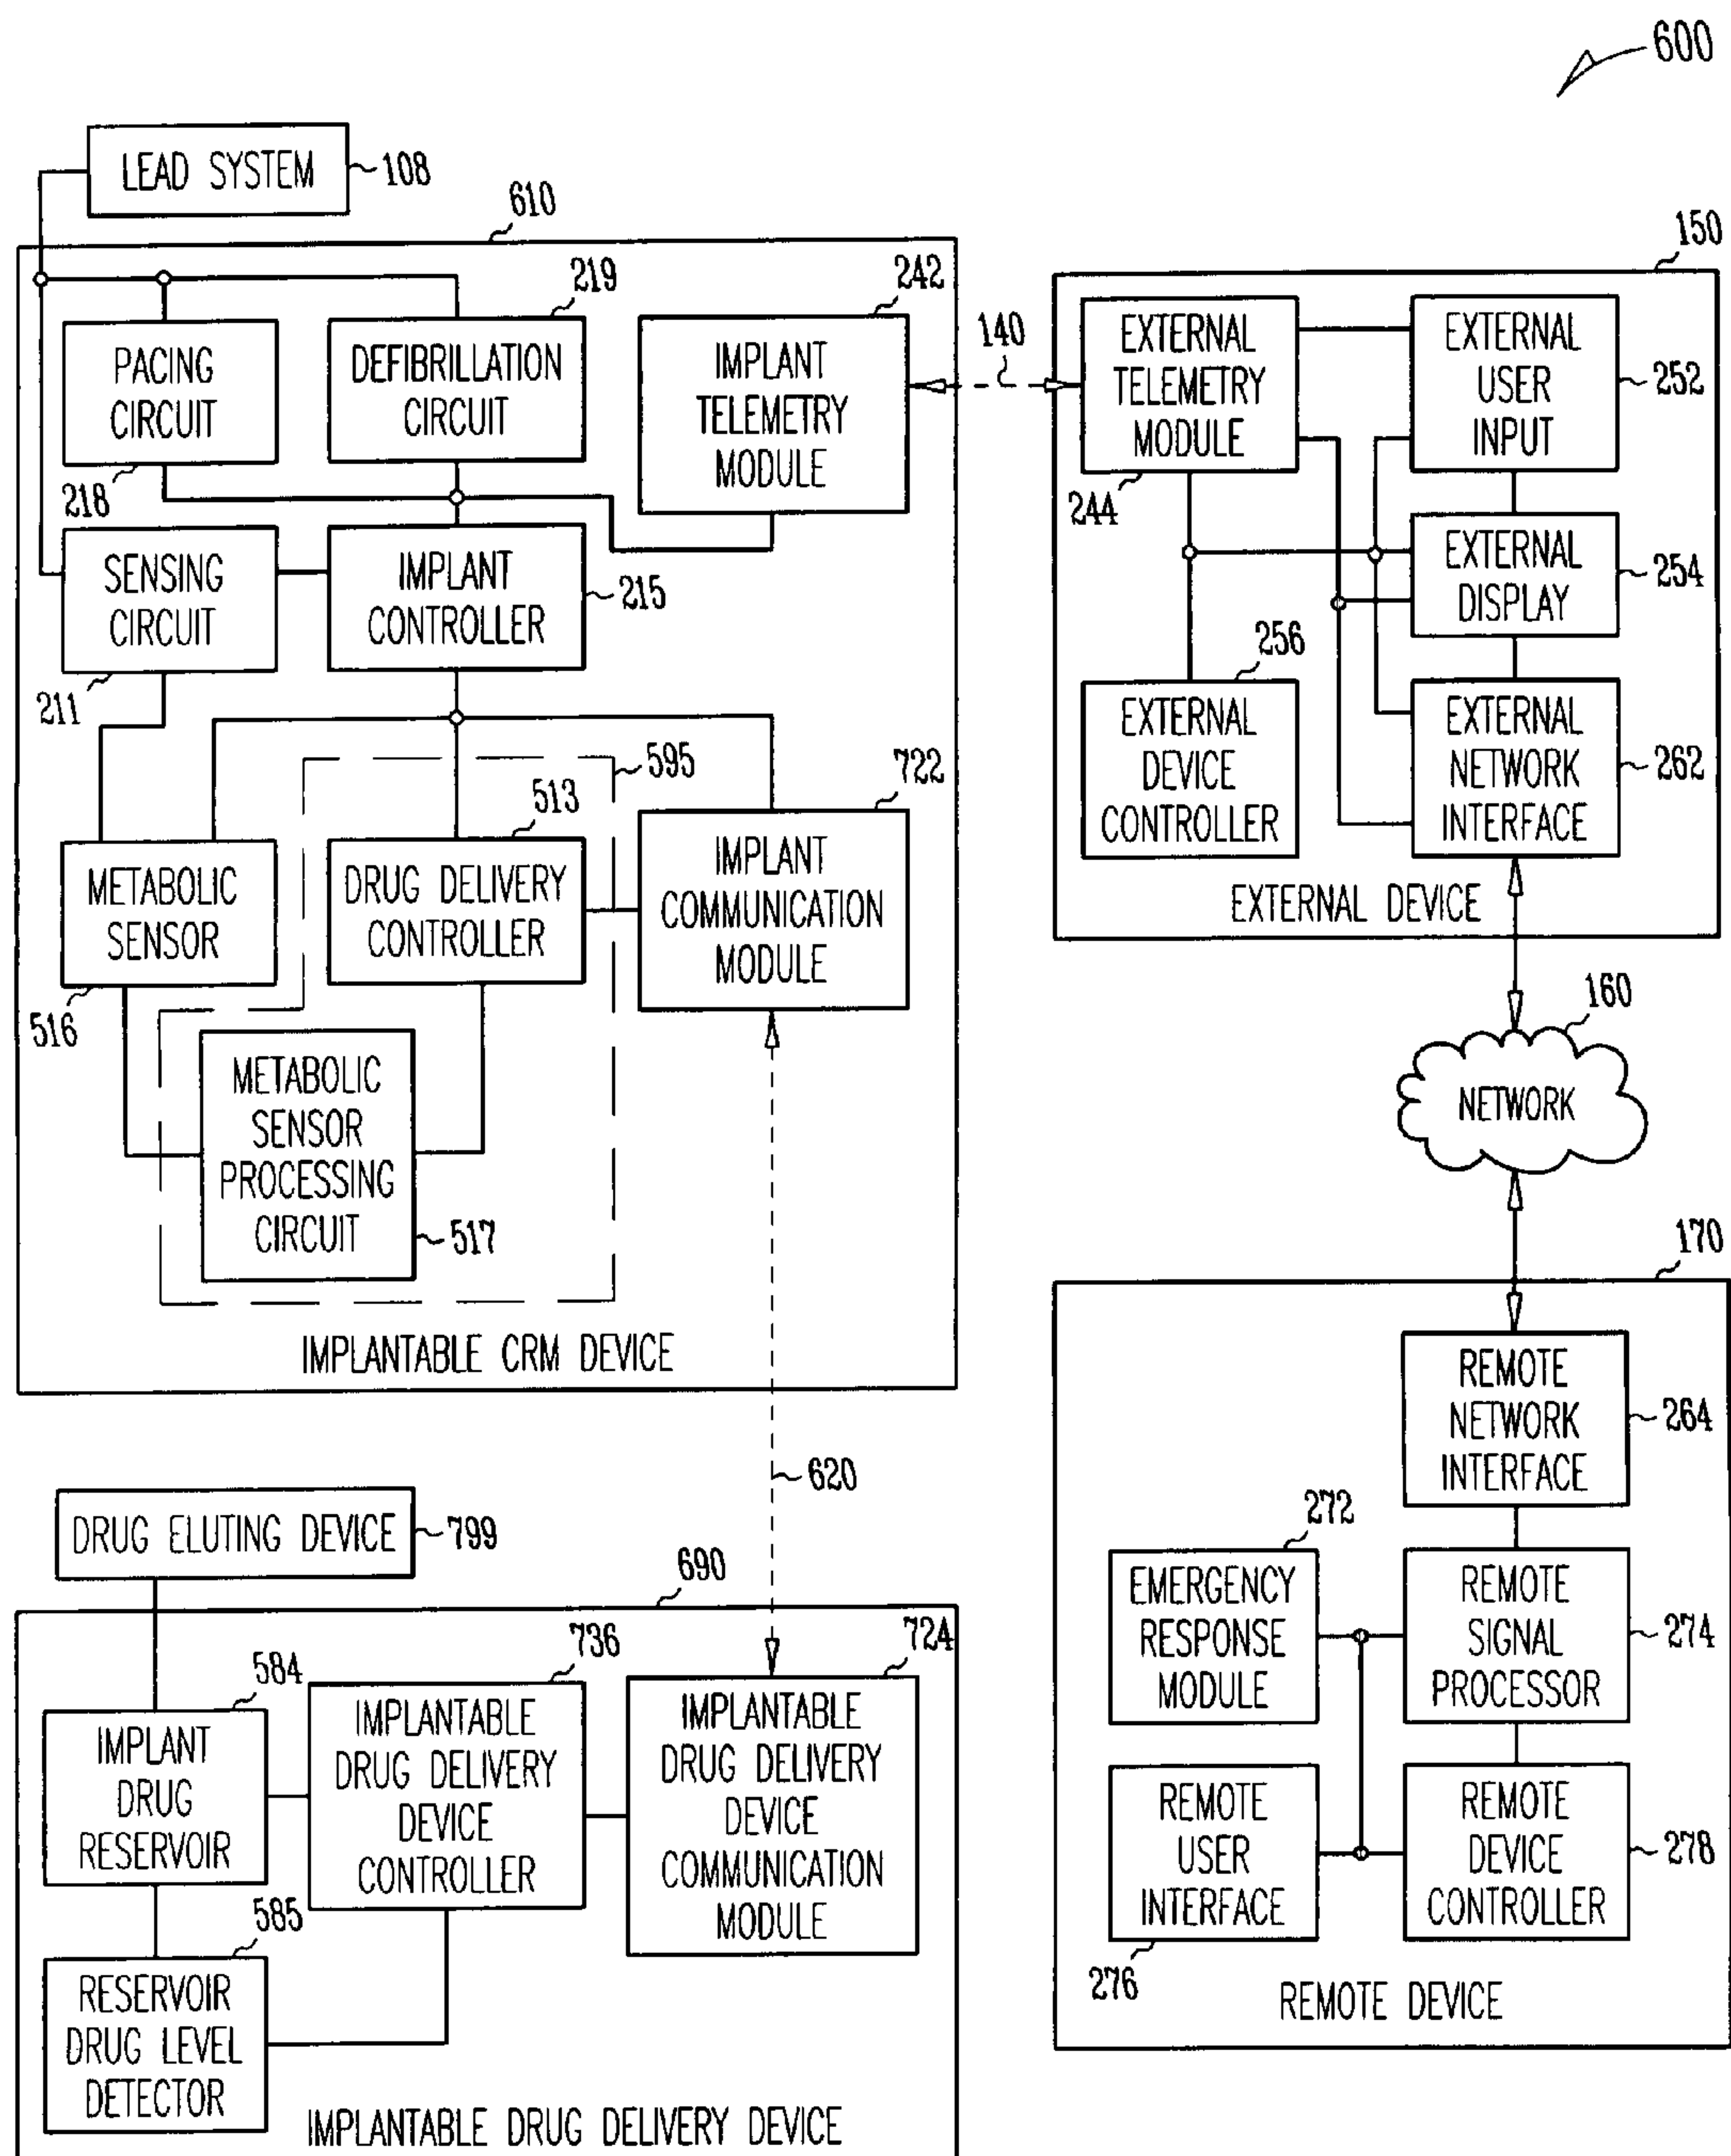 600
LEAD SYSTEM
108
610
PACING
CIRCUIT
218
219
DEFIBRILLATION
CIRCUIT
242
IMPLANT
TELEMETRY
MODULE
SENSING
CIRCUIT
211
IMPLANT
CONTROLLER
215
595
513
722
METABOLIC
SENSOR
516
DRUG DELIVERY
CONTROLLER
IMPLANT
COMMUNICATION
MODULE
METABOLIC
SENSOR
PROCESSING
CIRCUIT
517
IMPLANTABLE CRM DEVICE
140
150
EXTERNAL
TELEMETRY
MODULE
244
EXTERNAL
USER
INPUT
252
EXTERNAL
DISPLAY
254
256
EXTERNAL
DEVICE
CONTROLLER
EXTERNAL
NETWORK
INTERFACE
262
EXTERNAL DEVICE
160
NETWORK
170
REMOTE
NETWORK
INTERFACE
264
272
EMERGENCY
RESPONSE
MODULE
REMOTE
SIGNAL
PROCESSOR
274
REMOTE
USER
INTERFACE
276
REMOTE
DEVICE
CONTROLLER
278
REMOTE DEVICE
620
DRUG ELUTING DEVICE
799
690
584
IMPLANT
DRUG
RESERVOIR
736
IMPLANTABLE
DRUG DELIVERY
DEVICE
CONTROLLER
724
IMPLANTABLE
DRUG DELIVERY
DEVICE
COMMUNICATION
MODULE
585
RESERVOIR
DRUG LEVEL
DETECTOR
IMPLANTABLE DRUG DELIVERY DEVICE